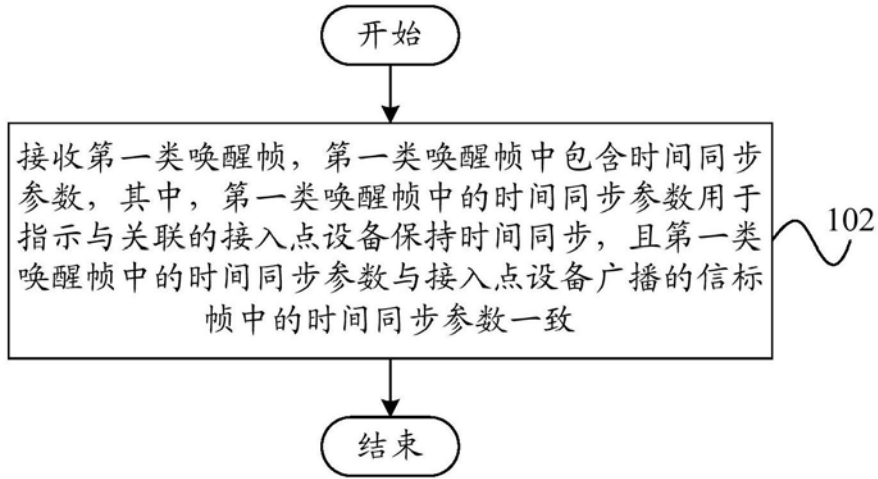 开始
接收第一类唤醒帧，第一类唤醒帧中包含时间同步
参数，其中，第一类唤醒帧中的时间同步参数用于
指示与关联的接入点设备保持时间同步，且第一类
唤醒帧中的时间同步参数与接入点设备广播的信标
帧中的时间同步参数一致
102
结束